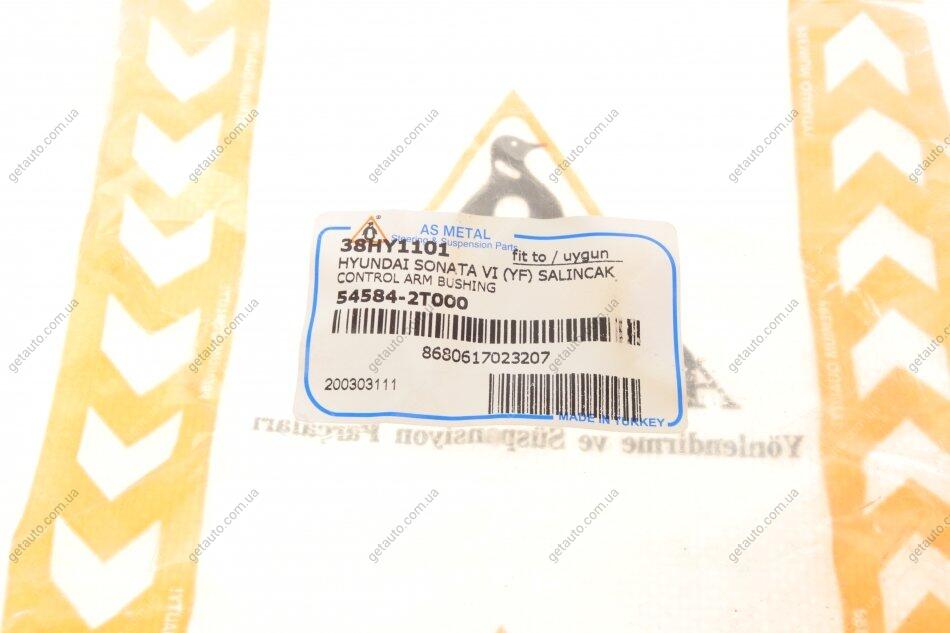 AS METAL
Steering & Suspension Parts
38HY1101
fit to / uygun
HYUNDAI SONATA VI (YF) SALINCAK
CONTROL ARM BUSHING
54584-2T000
8680617023207
200303111
MADE IN TURKEY
Yönlendirme ve Süspansiyon Parçaları
getauto.com.ua